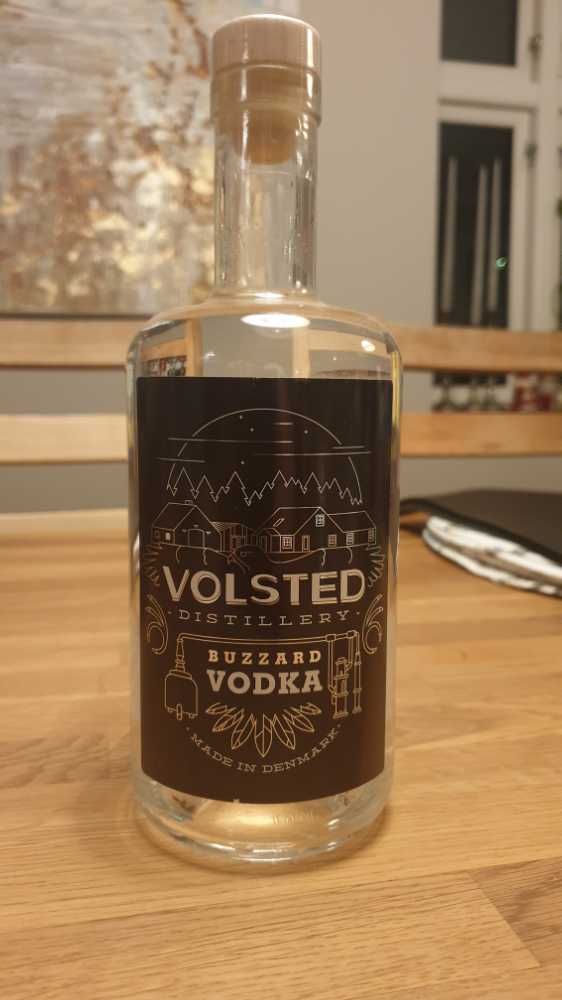 VOLSTED
· DISTILLERY ·
BUZZARD
VODKA
· MADE IN DENMARK ·